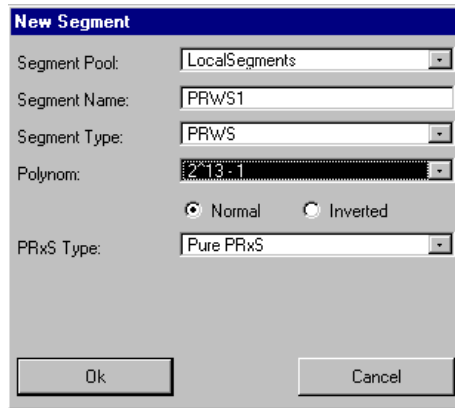 New Segment
Segment Pool: LocalSegments
Segment Name: PRWS1
Segment Type: PRWS
Polynom: 2^13 - 1
Normal Inverted
PRxS Type: Pure PRxS
Ok Cancel